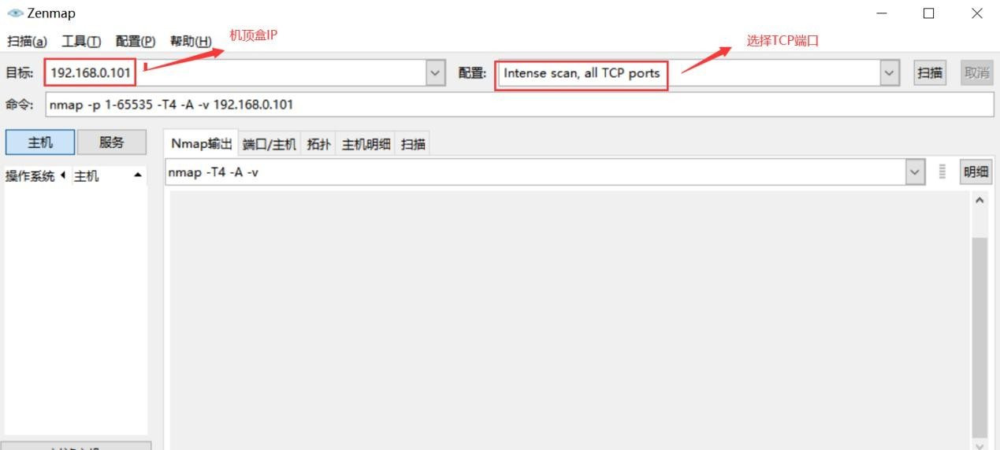 Zenmap
扫描(a) 工具(T) 配置(P) 帮助(H)
机顶盒IP
选择TCP端口
目标: 192.168.0.101 配置: Intense scan, all TCP ports 扫描 取消
命令: nmap -p 1-65535 -T4 -A -v 192.168.0.101
主机 服务 Nmap输出 端口/主机 拓扑 主机明细 扫描
操作系统 主机 nmap -T4 -A -v 明细